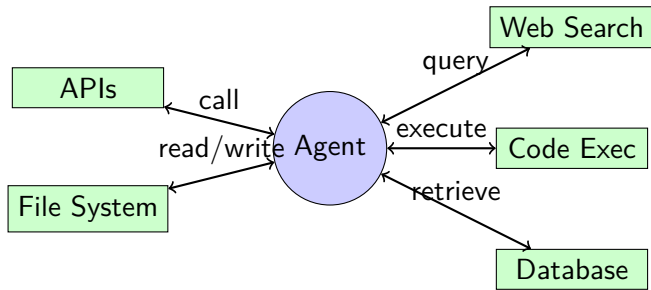 Web Search
query
APIs
call
execute
read/write
Agent
Code Exec
retrieve
File System
Database